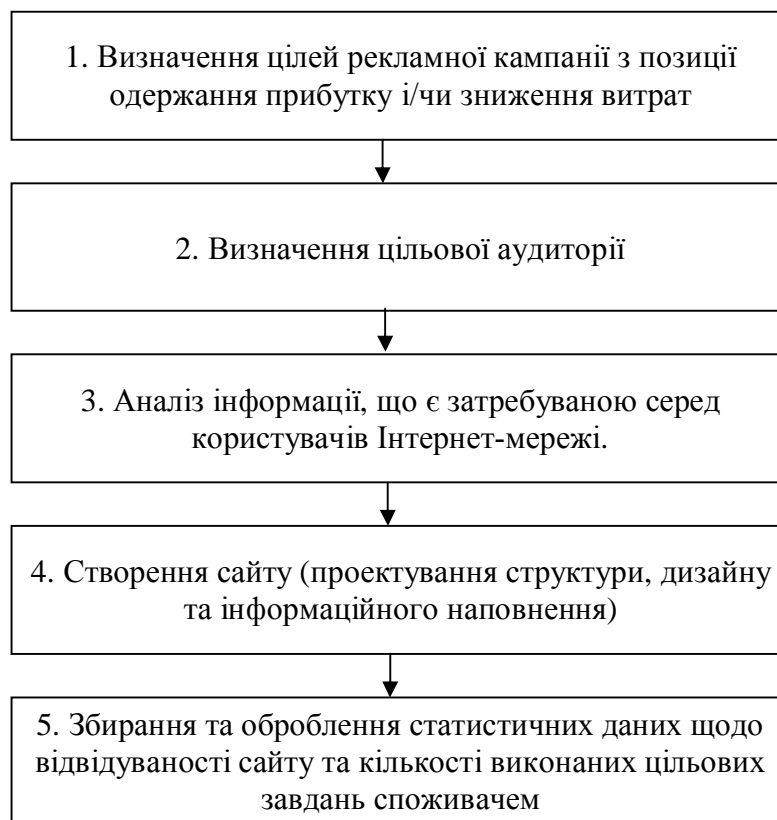 1. Визначення цілей рекламної кампанії з позиції
одержання прибутку і/чи зниження витрат
2. Визначення цільової аудиторії
3. Аналіз інформації, що є затребуваною серед
користувачів Інтернет-мережі.
4. Створення сайту (проектування структури, дизайну
та інформаційного наповнення)
5. Збирання та оброблення статистичних даних щодо
відвідуваності сайту та кількості виконаних цільових
завдань споживачем